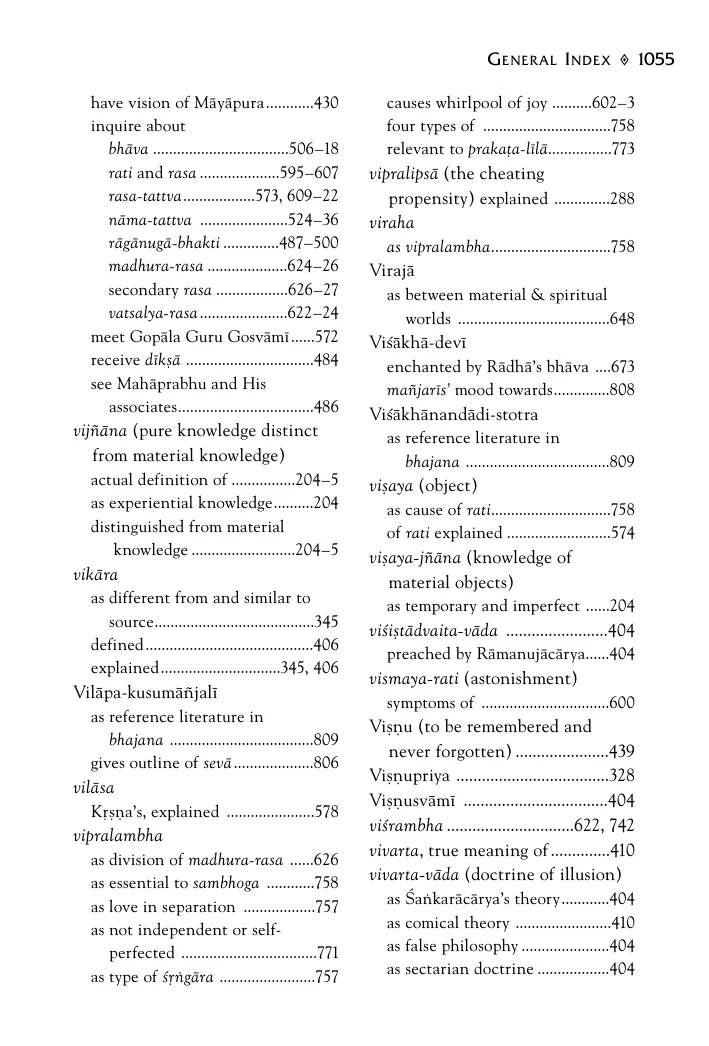 GENERAL INDEX ◈ 1055
have vision of Māyāpura............430
inquire about
bhāva ..................................506–18
rati and rasa ....................595–607
rasa-tattva..................573, 609–22
nāma-tattva ......................524–36
rāgānugā-bhakti ..............487–500
madhura-rasa ....................624–26
secondary rasa ..................626–27
vatsalya-rasa......................622–24
meet Gopāla Guru Gosvāmī......572
receive dīkṣā ................................484
see Mahāprabhu and His
associates..................................486
vijñāna (pure knowledge distinct
from material knowledge)
actual definition of ................204–5
as experiential knowledge..........204
distinguished from material
knowledge ..........................204–5
vikāra
as different from and similar to
source........................................345
defined..........................................406
explained..............................345, 406
Vilāpa-kusumāñjalī
as reference literature in
bhajana ....................................809
gives outline of sevā....................806
vilāsa
Kṛṣṇa's, explained ......................578
vipralambha
as division of madhura-rasa ......626
as essential to sambhoga ............758
as love in separation ..................757
as not independent or self-
perfected ..................................771
as type of śṛṅgāra ........................757
causes whirlpool of joy ..........602–3
four types of ................................758
relevant to prakaṭa-līlā................773
vipralipsā (the cheating
propensity) explained ..............288
viraha
as vipralambha..............................758
Virajā
as between material & spiritual
worlds ......................................648
Viśākhā-devī
enchanted by Rādhā's bhāva ....673
mañjarīs' mood towards..............808
Viśākhānandādi-stotra
as reference literature in
bhajana ....................................809
viṣaya (object)
as cause of rati..............................758
of rati explained ..........................574
viṣaya-jñāna (knowledge of
material objects)
as temporary and imperfect ......204
viśiṣtādvaita-vāda ........................404
preached by Rāmanujācārya......404
vismaya-rati (astonishment)
symptoms of ................................600
Viṣṇu (to be remembered and
never forgotten) ......................439
Viṣṇupriya ....................................328
Viṣṇusvāmī ..................................404
viśrambha ..............................622, 742
vivarta, true meaning of..............410
vivarta-vāda (doctrine of illusion)
as Śaṅkarācārya's theory............404
as comical theory ........................410
as false philosophy ......................404
as sectarian doctrine ..................404